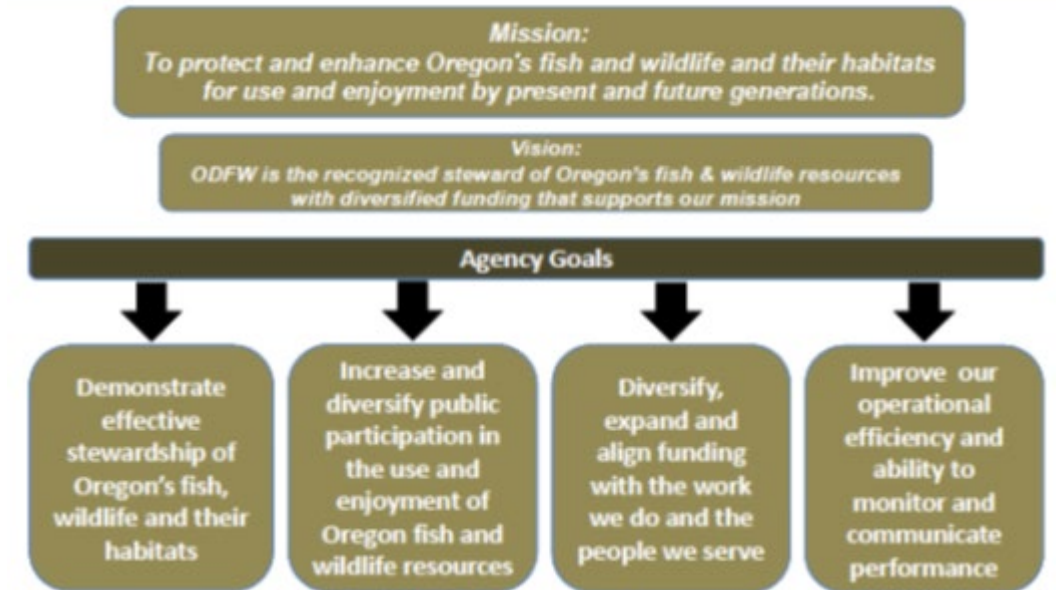 Mission:
To protect and enhance Oregon's fish and wildlife and their habitats
for use and enjoyment by present and future generations.
Vision:
ODFW is the recognized steward of Oregon's fish & wildlife resources
with diversified funding that supports our mission
Agency Goals
Demonstrate
effective
stewardship of
Oregon's fish,
wildlife and their
habitats
Increase and
diversify public
participation in
the use and
enjoyment of
Oregon fish and
wildlife resources
Diversify,
expand and
align funding
with the work
we do and the
people we serve
Improve our
operational
efficiency and
ability to
monitor and
communicate
performance